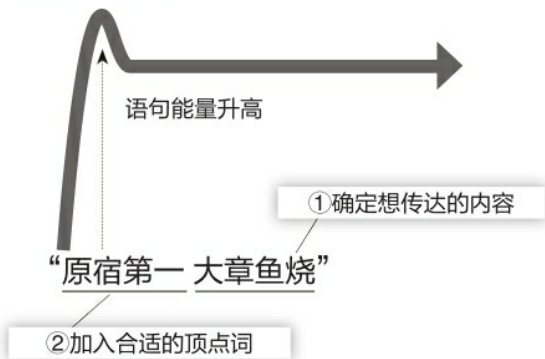 语句能量升高
①确定想传达的内容
“原宿第一 大章鱼烧”
②加入合适的顶点词